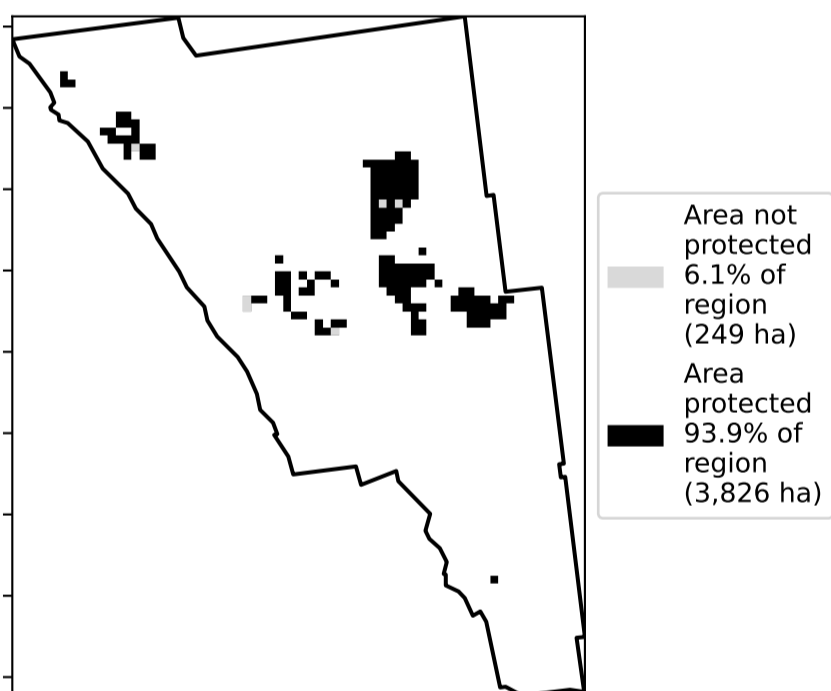 Area not
protected
6.1% of
region
(249 ha)
Area
protected
93.9% of
region
(3,826 ha)